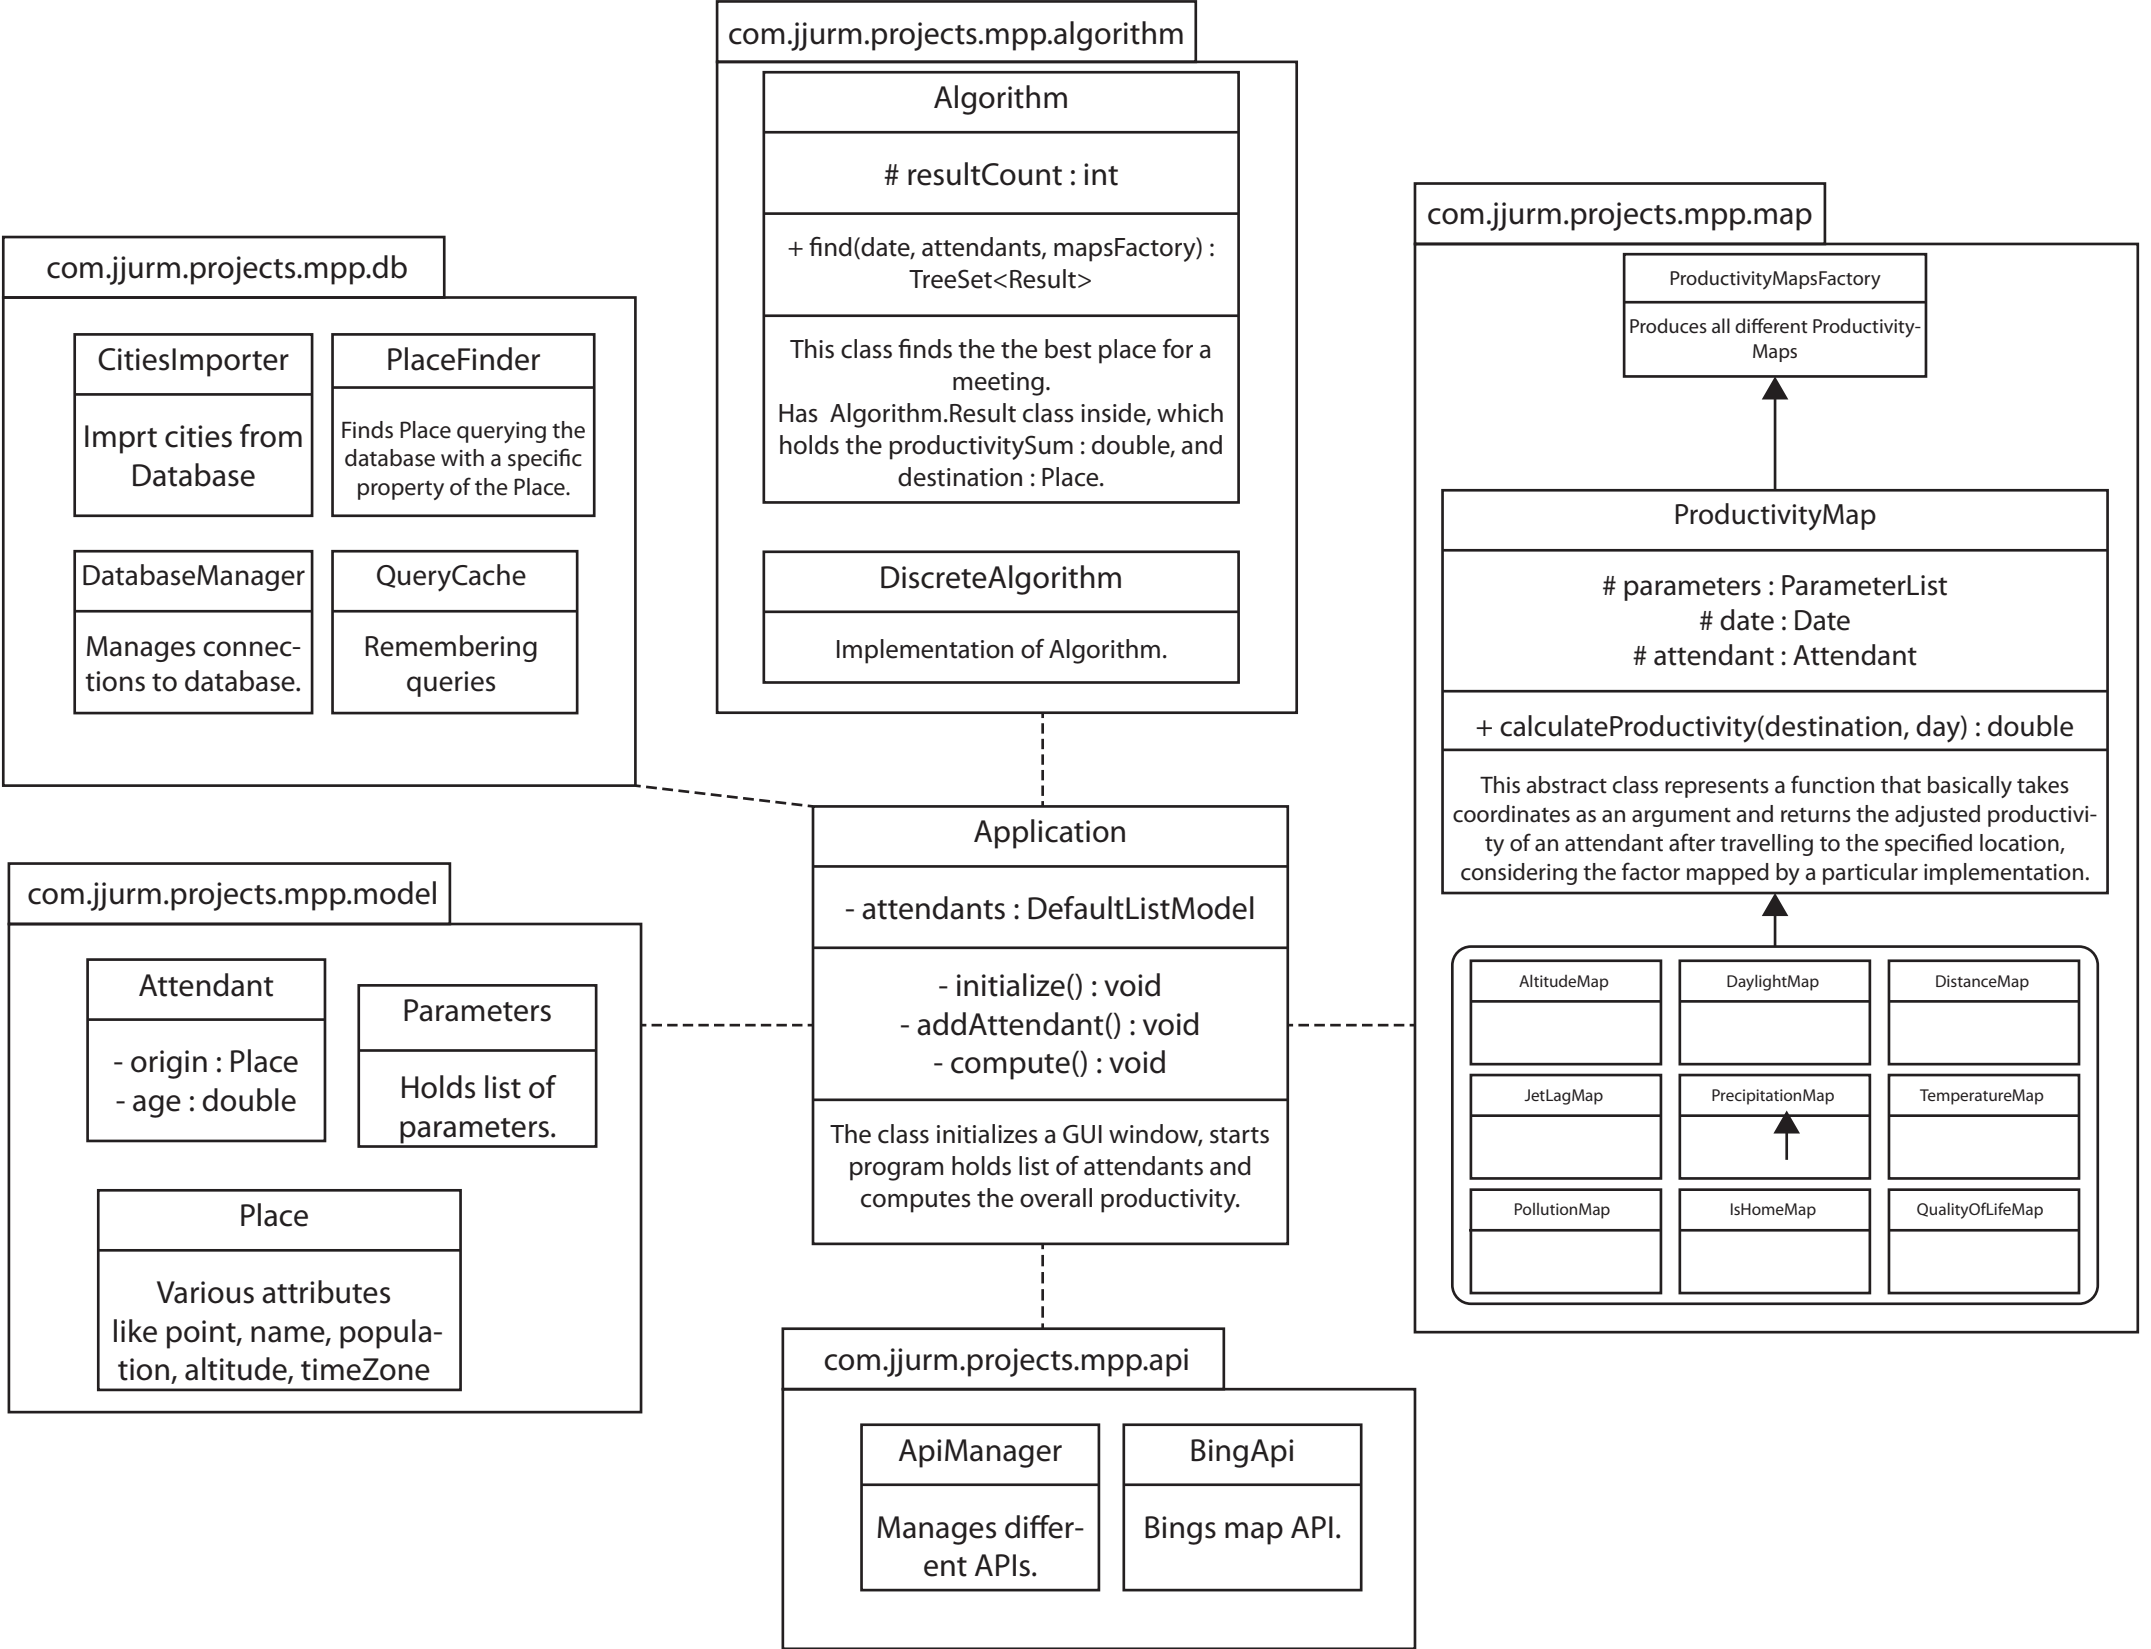 com.jjurm.projects.mpp.algorithm
Algorithm
# resultCount : int
+ find(date, attendants, mapsFactory) :
TreeSet<Result>
This class finds the the best place for a
meeting.
Has  Algorithm.Result class inside, which
holds the productivitySum : double, and
destination : Place.
DiscreteAlgorithm
Implementation of Algorithm.
com.jjurm.projects.mpp.db
CitiesImporter
Imprt cities from
Database
PlaceFinder
Finds Place querying the
database with a specific
property of the Place.
DatabaseManager
Manages connec-
tions to database.
QueryCache
Remembering
queries
com.jjurm.projects.mpp.map
ProductivityMapsFactory
Produces all different Productivity-
Maps
ProductivityMap
# parameters : ParameterList
# date : Date
# attendant : Attendant
+ calculateProductivity(destination, day) : double
This abstract class represents a function that basically takes
coordinates as an argument and returns the adjusted productivi-
ty of an attendant after travelling to the specified location,
considering the factor mapped by a particular implementation.
AltitudeMap
DaylightMap
DistanceMap
JetLagMap
PrecipitationMap
TemperatureMap
PollutionMap
IsHomeMap
QualityOfLifeMap
Application
- attendants : DefaultListModel
- initialize() : void
- addAttendant() : void
- compute() : void
The class initializes a GUI window, starts
program holds list of attendants and
computes the overall productivity.
com.jjurm.projects.mpp.model
Attendant
- origin : Place
- age : double
Parameters
Holds list of
parameters.
Place
Various attributes
like point, name, popula-
tion, altitude, timeZone
com.jjurm.projects.mpp.api
ApiManager
Manages differ-
ent APIs.
BingApi
Bings map API.